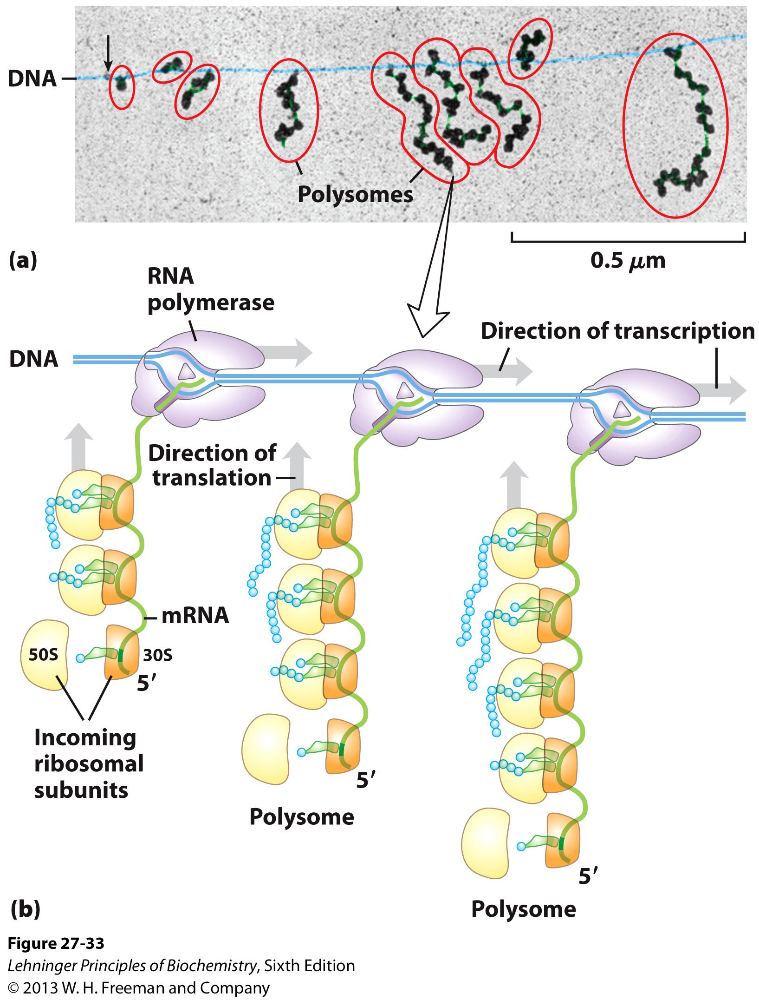 DNA
Polysomes
0.5 μm
(a)
RNA
polymerase
Direction of transcription
DNA
Direction of
translation
mRNA
50S
30S
5′
Incoming
ribosomal
subunits
5′
Polysome
5′
Polysome
(b)
Figure 27-33
Lehninger Principles of Biochemistry, Sixth Edition
© 2013 W. H. Freeman and Company